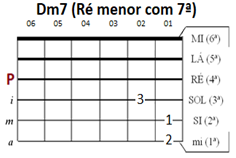 Dm7 (Ré menor com 7ª)
06 05 04 03 02 01
MI (6ª)
LÁ (5ª)
P RÉ (4ª)
i 3 SOL (3ª)
m 1 SI (2ª)
a 2 mi (1ª)